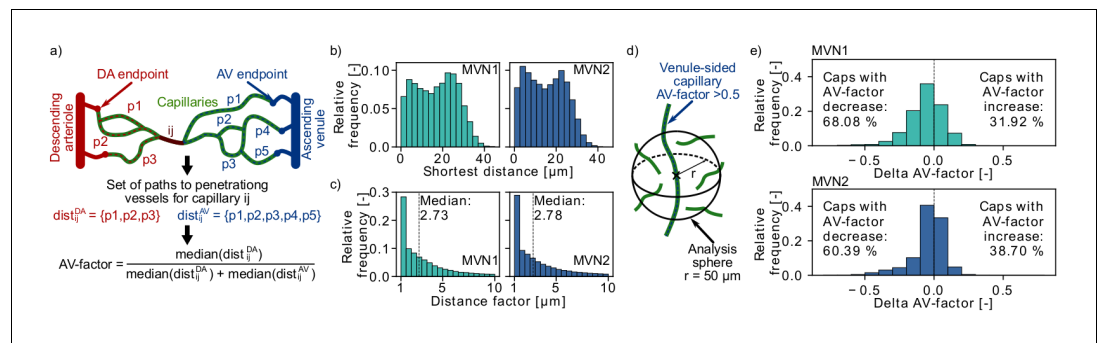 a)
DA endpoint
AV endpoint
Descending
arteriole
p1
Capillaries
p1
p2
p4
ij
p2
p3
p3
p5
Ascending
venule
Set of paths to penetrationg
vessels for capillary ij
dist_ij^DA = {p1,p2,p3} dist_ij^AV = {p1,p2,p3,p4,p5}
AV-factor = median(dist_ij^DA) / median(dist_ij^DA) + median(dist_ij^AV)
b)
Relative
frequency [-]
0.10
0.05
0.00
MVN1
MVN2
0 20 40 0 20 40
Shortest distance [μm]
c)
Relative
frequency [-]
0.3
0.2
0.1
0.0
Median:
2.73
MVN1
Median:
2.78
MVN2
1 5 10 1 5 10
Distance factor [μm]
d)
Venule-sided
capillary
AV-factor >0.5
r
Analysis
sphere
r = 50 μm
e)
MVN1
Relative
frequency [-]
0.4
0.2
0.0
Caps with
AV-factor
decrease:
68.08 %
Caps with
AV-factor
increase:
31.92 %
−0.5 0.0 0.5
Delta AV-factor [-]
MVN2
Relative
frequency [-]
0.4
0.2
0.0
Caps with
AV-factor
decrease:
60.39 %
Caps with
AV-factor
increase:
38.70 %
−0.5 0.0 0.5
Delta AV-factor [-]